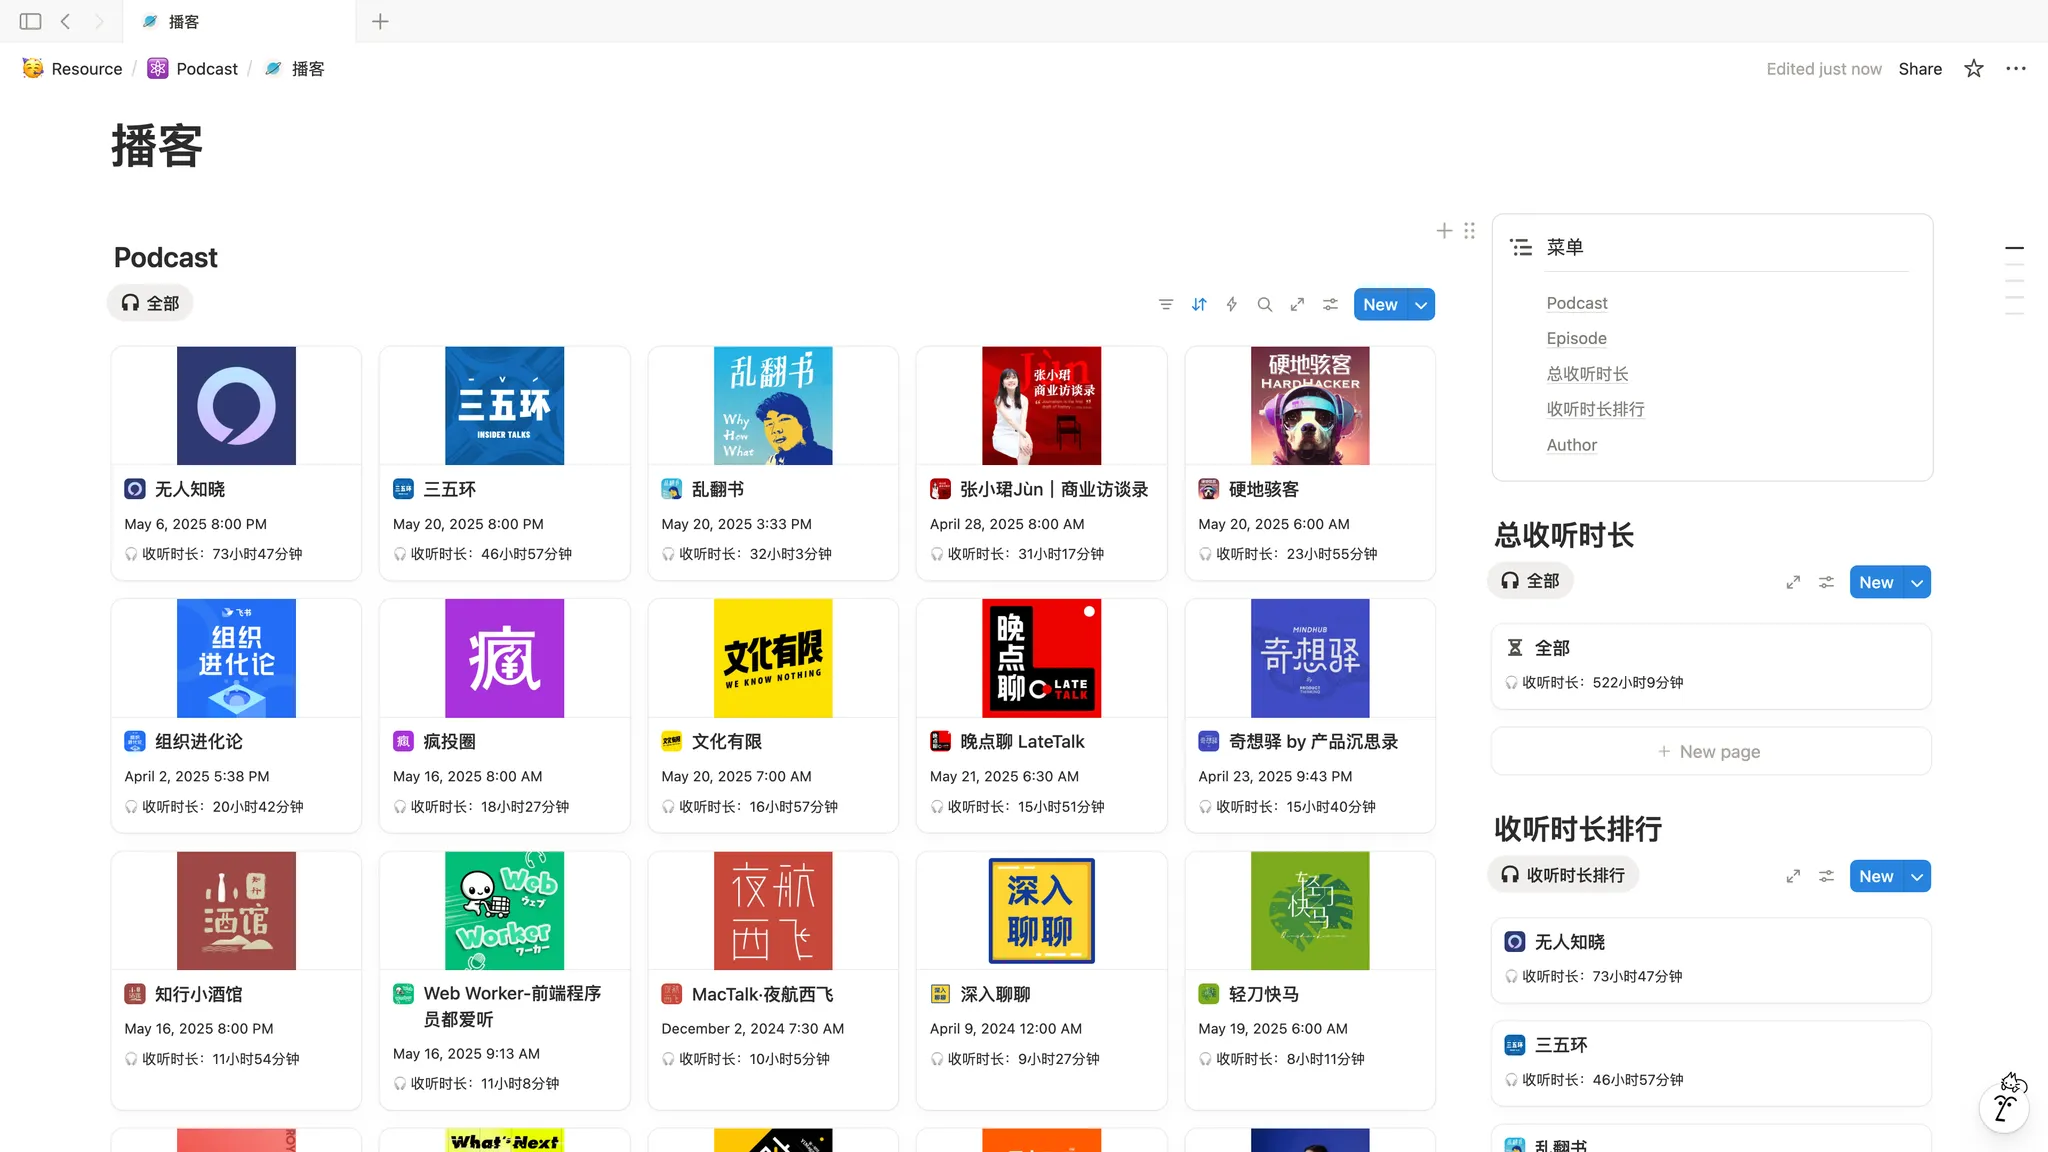 播客
Resource / Podcast / 播客
Edited just now Share
播客
Podcast
全部
New
无人知晓
May 6, 2025 8:00 PM
收听时长：73小时47分钟
三五环
INSIDER TALKS
三五环
May 20, 2025 8:00 PM
收听时长：46小时57分钟
乱翻书
Why
How
What
乱翻书
May 20, 2025 3:33 PM
收听时长：32小时3分钟
Jùn
张小珺
商业访谈录
张小珺Jùn｜商业访谈录
April 28, 2025 8:00 AM
收听时长：31小时17分钟
硬地骇客
HARDHACKER
硬地骇客
May 20, 2025 6:00 AM
收听时长：23小时55分钟
飞书
组织
进化论
组织进化论
April 2, 2025 5:38 PM
收听时长：20小时42分钟
疯投圈
May 16, 2025 8:00 AM
收听时长：18小时27分钟
文化有限
WE KNOW NOTHING
文化有限
May 20, 2025 7:00 AM
收听时长：16小时57分钟
晚点聊
LATE
TALK
晚点聊 LateTalk
May 21, 2025 6:30 AM
收听时长：15小时51分钟
MINDHUB
奇想驿
By
PRODUCT
THINKING
奇想驿 by 产品沉思录
April 23, 2025 9:43 PM
收听时长：15小时40分钟
知行
小酒馆
知行小酒馆
May 16, 2025 8:00 PM
收听时长：11小时54分钟
Web
ウェブ
Worker
ワーカー
Web Worker-前端程序
员都爱听
May 16, 2025 9:13 AM
收听时长：11小时8分钟
夜航
西飞
MacTalk·夜航西飞
December 2, 2024 7:30 AM
收听时长：10小时5分钟
深入
聊聊
深入聊聊
April 9, 2024 12:00 AM
收听时长：9小时27分钟
轻刀
快马
轻刀快马
May 19, 2025 6:00 AM
收听时长：8小时11分钟
What's Next
菜单
Podcast
Episode
总收听时长
收听时长排行
Author
总收听时长
全部
New
全部
收听时长：522小时9分钟
New page
收听时长排行
收听时长排行
New
无人知晓
收听时长：73小时47分钟
三五环
收听时长：46小时57分钟
乱翻书